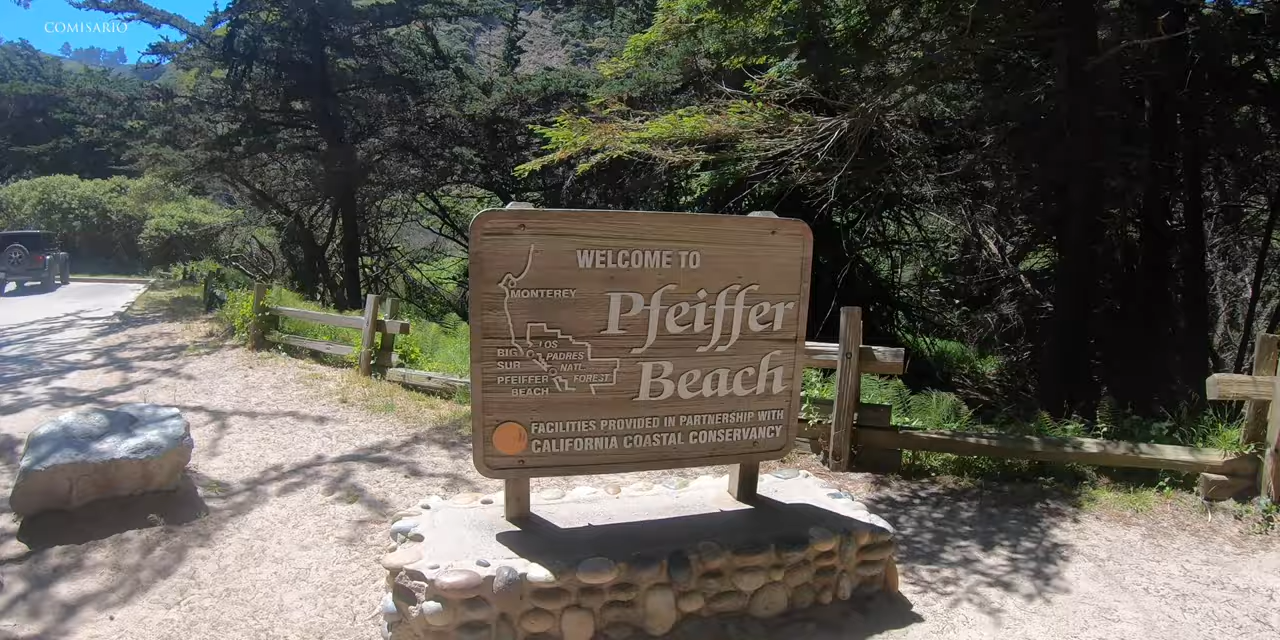 COMISARIO
WELCOME TO
Pfeiffer
Beach
MONTEREY
BIG
SUR
PFEIFFER
BEACH
LOS
PADRES
NATL.
FOREST
FACILITIES PROVIDED IN PARTNERSHIP WITH
CALIFORNIA COASTAL CONSERVANCY